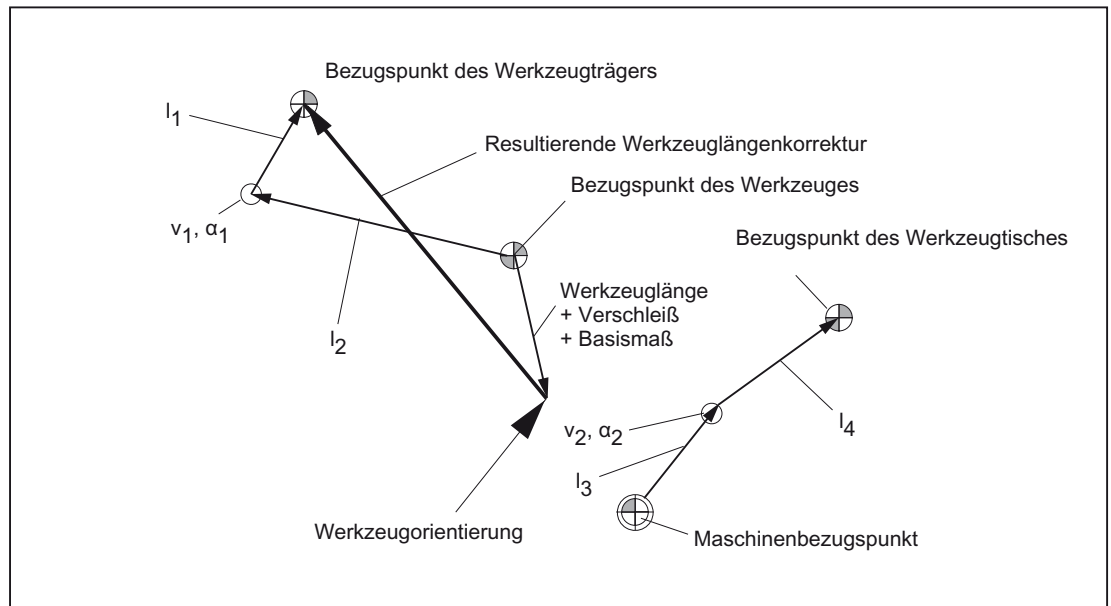 Bezugspunkt des Werkzeugträgers
l1
Resultierende Werkzeuglängenkorrektur
Bezugspunkt des Werkzeuges
v1, α1
Bezugspunkt des Werkzeugtisches
Werkzeuglänge
+ Verschleiß
+ Basismaß
l2
v2, α2
l4
l3
Werkzeugorientierung
Maschinenbezugspunkt